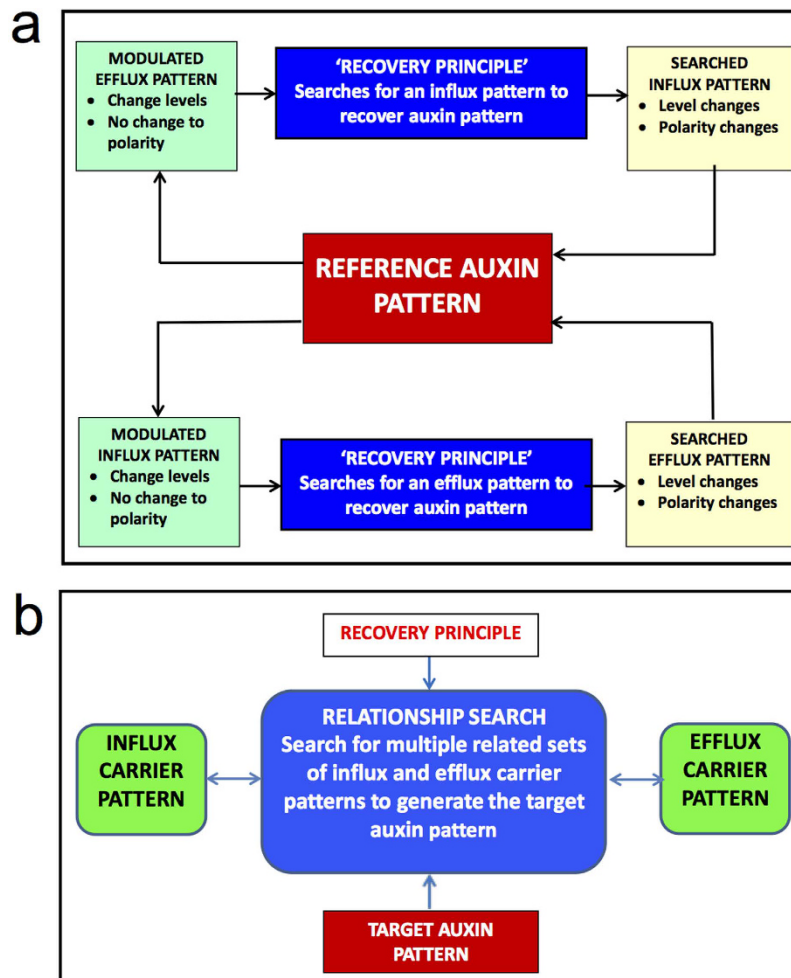 a
MODULATED
EFFLUX PATTERN
• Change levels
• No change to
polarity
‘RECOVERY PRINCIPLE’
Searches for an influx pattern to
recover auxin pattern
SEARCHED
INFLUX PATTERN
• Level changes
• Polarity changes
REFERENCE AUXIN
PATTERN
MODULATED
INFLUX PATTERN
• Change levels
• No change to
polarity
‘RECOVERY PRINCIPLE’
Searches for an efflux pattern to
recover auxin pattern
SEARCHED
EFFLUX PATTERN
• Level changes
• Polarity changes
b
RECOVERY PRINCIPLE
INFLUX
CARRIER
PATTERN
RELATIONSHIP SEARCH
Search for multiple related sets
of influx and efflux carrier
patterns to generate the target
auxin pattern
EFFLUX
CARRIER
PATTERN
TARGET AUXIN
PATTERN